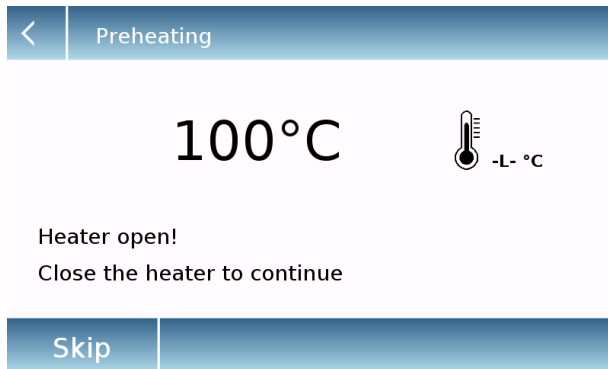 Preheating
100°C
-L- °C
Heater open!
Close the heater to continue
Skip